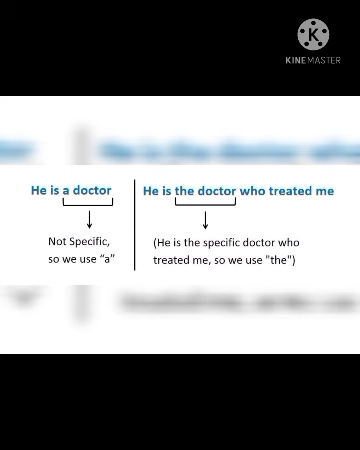 KINEMASTER
He is a doctor
Not Specific,
so we use “a”
He is the doctor who treated me
(He is the specific doctor who
treated me, so we use "the")